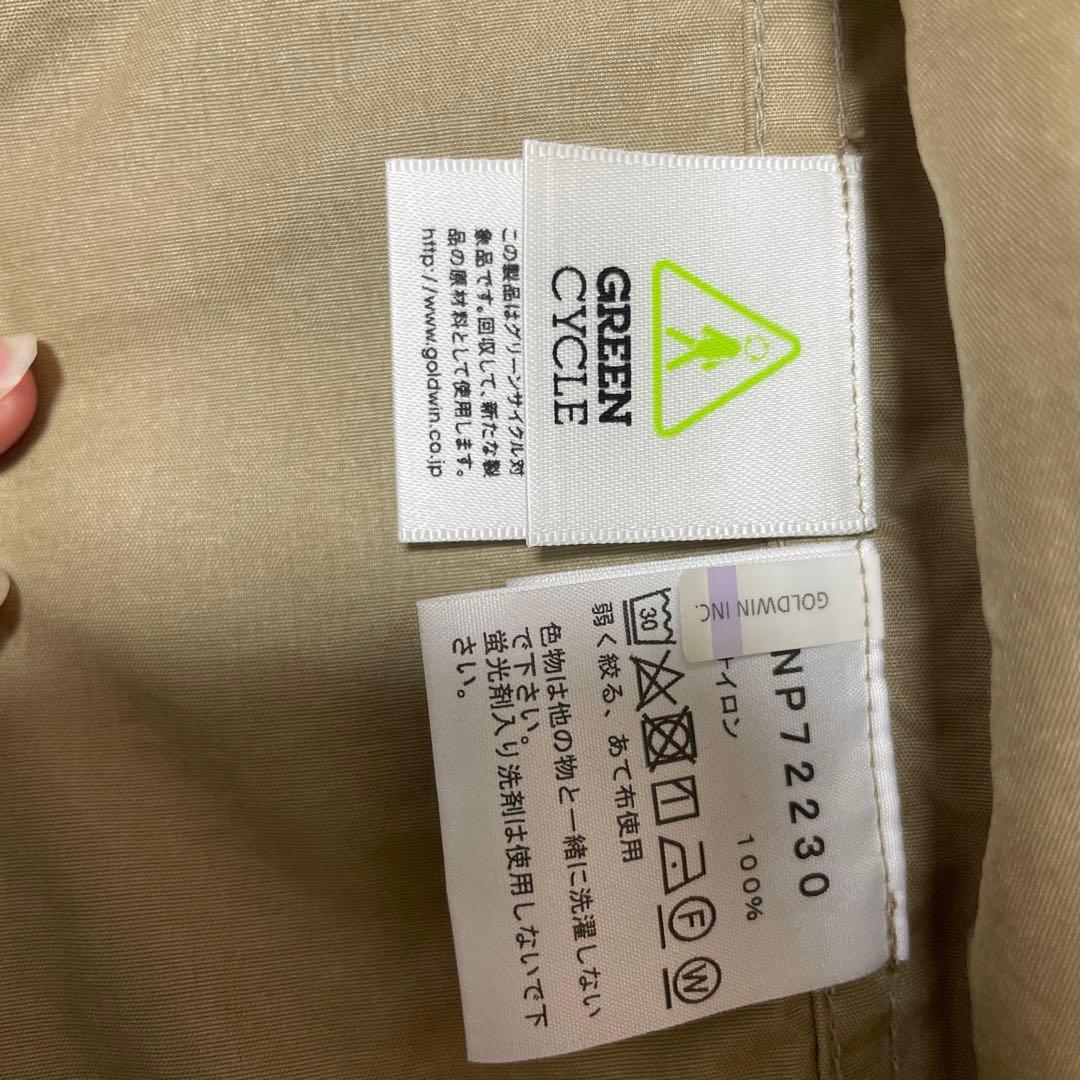 GREEN
CYCLE
この製品はグリーンサイクル対
象品です。回収して、新たな製
品の原材料として使用します。
http://www.goldwin.co.jp
GOLDWIN INC.
NP72230
ナイロン 100%
30
F
W
弱く絞る、あて布使用
色物は他の物と一緒に洗濯しない
で下さい。
蛍光剤入り洗剤は使用しないで下
さい。